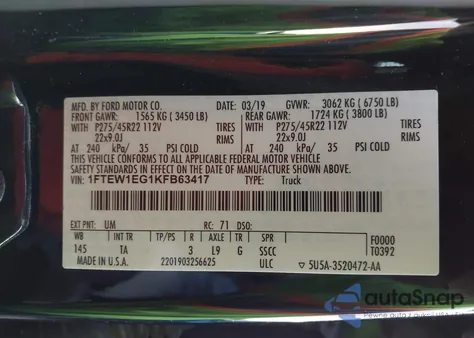 MFD. BY FORD MOTOR CO. 03/19 GVWR: 3062 KG ( 6750 LB)
FRONT GAWR: 1565 KG ( 3450 LB) REAR GAWR: 1724 KG ( 3800 LB)
WITH P275/45R22 112V TIRES WITH P275/45R22 112V TIRES
22x9.0J RIMS 22x9.0J RIMS
AT 240 kPa/ 35 PSI COLD AT 240 kPa/ 35 PSI COLD
THIS VEHICLE CONFORMS TO ALL APPLICABLE FEDERAL MOTOR VEHICLE
SAFETY STANDARDS IN EFFECT ON THE DATE OF MANUFACTURE SHOWN ABOVE.
VIN: 1FTEW1EG1KFB63417 TYPE: Truck
EXT PNT: UM RC: 71 DSO: F0000
WB INT TR TP/PS R AXLE TR SPR T0392
145 TA 3 L9 G SSCC
MADE IN U.S.A. 2201903256625 ULC 5U5A-3520472-AA
autoSnap